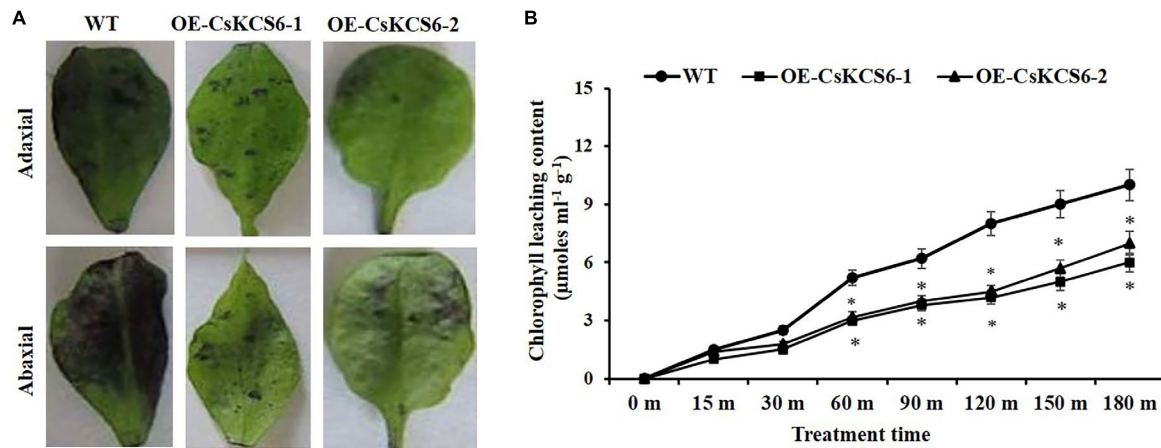 A
WT OE-CsKCS6-1 OE-CsKCS6-2
Adaxial
Abaxial
B
WT OE-CsKCS6-1 OE-CsKCS6-2
Chlorophyll leaching content
(µmoles ml⁻¹ g⁻¹)
15
12
9
6
3
0
* * * * *
* * * * *
0 m 15 m 30 m 60 m 90 m 120 m 150 m 180 m
Treatment time